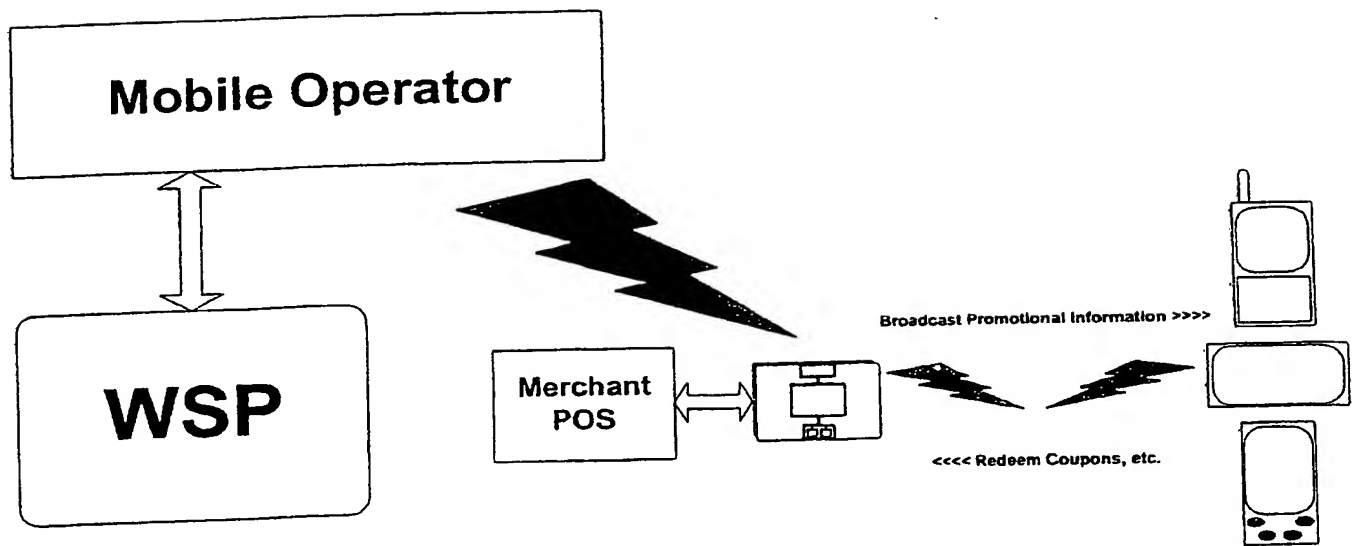 Mobile Operator
WSP
Merchant
POS
Broadcast Promotional Information >>>>
<<<< Redeem Coupons, etc.